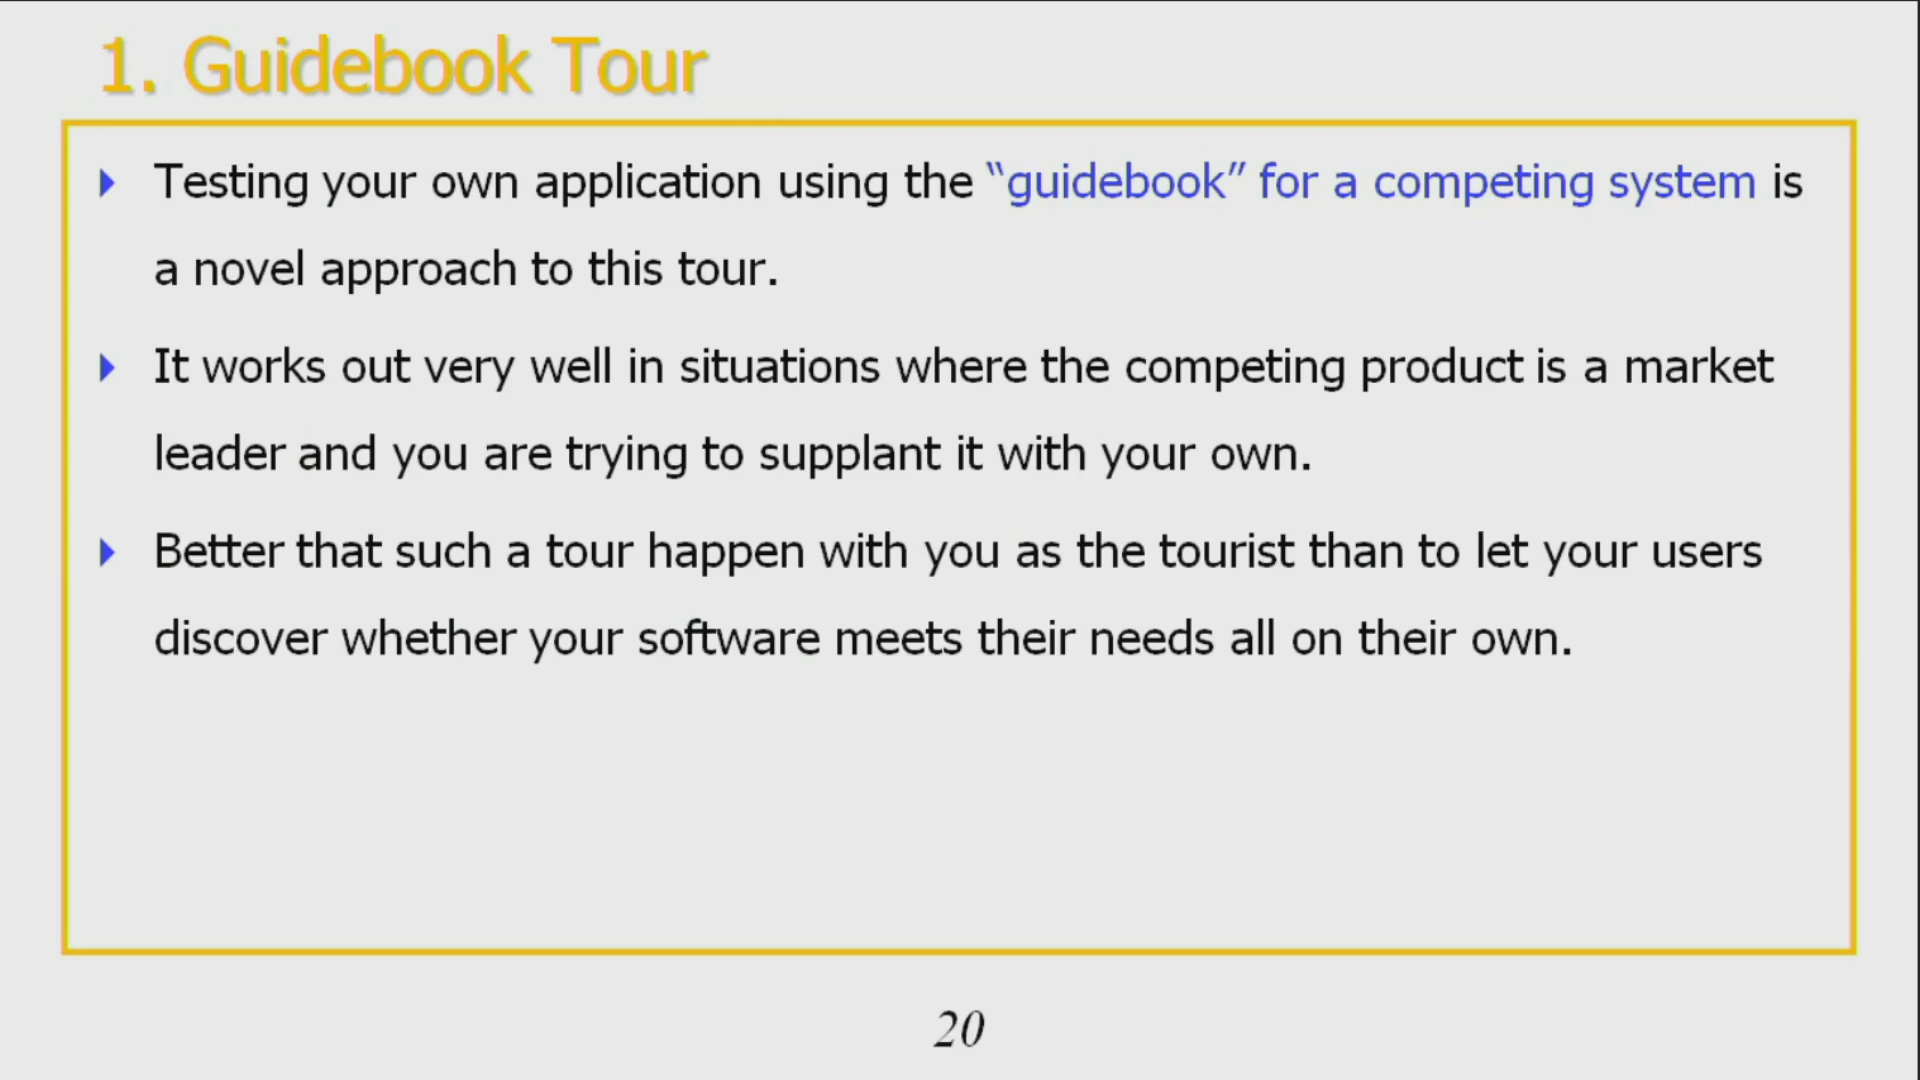 1. Guidebook Tour
Testing your own application using the “guidebook” for a competing system is
a novel approach to this tour.
It works out very well in situations where the competing product is a market
leader and you are trying to supplant it with your own.
Better that such a tour happen with you as the tourist than to let your users
discover whether your software meets their needs all on their own.
20